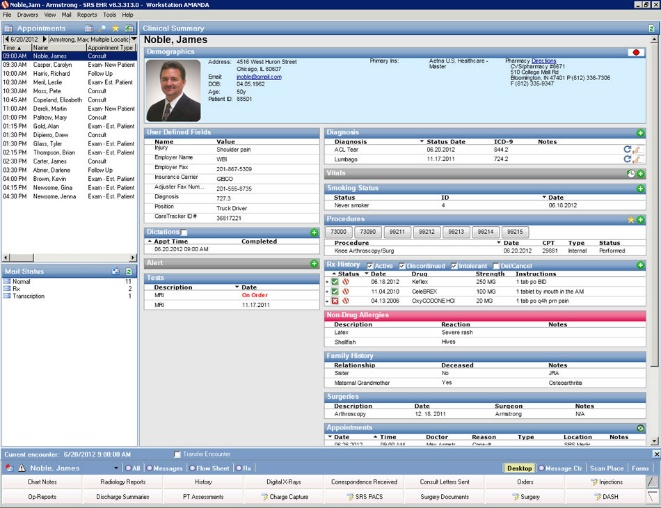 Noble,Jam - Armstrong - SRS EHR v6.3.313.0 - Workstation AMANDA
File Drawers View Mail Reports Tools Help
Appointments
6/20/2012 Armstrong, Max: Multiple Locatic
Time Name Appointment Type
09:00 AM Noble, James Consult
09:30 AM Casper, Carolyn Exam- New Patient
10:00 AM Harris, Richard Follow Up
10:30 AM Meril, Leslie Exam - Est. Patient
10:30 AM Moss, Pete Consult
10:45 AM Copeland, Elizabeth Consult
11:00 AM Derek, Martin Exam- New Patient
01:00 PM Paltrow, Mary Consult
01:15 PM Gold, Alan Exam - Est. Patient
01:30 PM Dipierro, Drew Consult
01:30 PM Glass, Tyler Exam - Est. Patient
02:15 PM Thompson, Brian Exam - Est. Patient
02:30 PM Carter, James Consult
03:30 PM Abner, Darlene Follow Up
04:00 PM Brown, Kevin Exam - Est. Patient
04:15 PM Newsome, Gina Exam - Est. Patient
04:30 PM Newsome, Jenna Exam - Est. Patient
Mail Status
Normal 11
Rx 2
Transcription 1
Clinical Summary
Noble, James
Demographics
Address: 4516 West Huron Street
Chicago, IL 60607
Email: jnoble@gmail.com
DOB: 04.05.1962
Age: 50y
Patient ID: 88501
Primary Ins: Aetna U.S. Healthcare - Master
Pharmacy Directions
CVS/pharmacy #6671
510 College Mall Rd
Bloomington, IN 47401 P(812) 336-7306
F (812) 335-9347
User Defined Fields
Name Value
Injury Shoulder pain
Employer Name WBI
Employer Fax 201-867-5309
Insurance Carrier GEICO
Adjuster Fax Num... 201-555-8735
Diagnosis 727.3
Position Truck Driver
CareTracker ID # 36817221
Dictations
Appt Time Completed
06.20.2012 09:00 AM
Alert
Tests
Description Date
MRI On Order
MRI 11.17.2011
Diagnosis
Diagnosis Status Date ICD-9 Notes
ACL Tear 06.20.2012 844.2
Lumbago 11.17.2011 724.2
Vitals
Smoking Status
Status ID Date
Never smoker 4 06.18.2012
Procedures
73000 73090 99211 99212 99213 99214 99215
Procedure Date CPT Type Status
Knee Arthroscopy/Surg 06.20.2012 29881 Internal Performed
Rx History Active Discontinued Intolerant Del/Cancel
Status Date Drug Strength Instructions
06.18.2012 Keflex 250 MG 1 tab po BID
11.04.2010 CeleBREX 100 MG 1 tablet by mouth in the AM
04.13.2006 OxyCODONE HCl 20 MG 1 tab po q4h prn pain
Non-Drug Allergies
Description Reaction Notes
Latex Severe rash
Shellfish Hives
Family History
Relationship Deceased Notes
Sister No JRA
Maternal Grandmother Yes Osteoarthritis
Surgeries
Description Date Surgeon Notes
Arthroscopy 12. 18. 2011 Armstrong N/A
Appointments
Date Time Doctor Reason Type Location Notes
Current encounter: 6/20/2012 9:00:00 AM Transfer Encounter
Noble, James All Messages Flow Sheet Rx Desktop Message Ctr Scan Place Forms
Chart Notes Radiology Reports History Digital X-Rays Correspondence Received Consult Letters Sent Orders Injections
Op-Reports Discharge Summaries PT Assessments Charge Capture SRS PACS Surgery Documents Surgery DASH